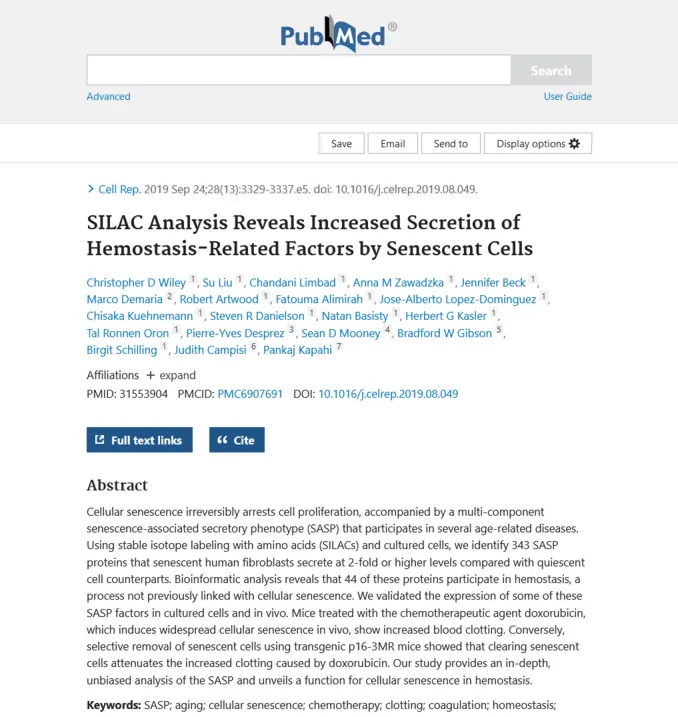 PubMed®
Search
Advanced
User Guide
Save
Email
Send to
Display options
Cell Rep. 2019 Sep 24;28(13):3329-3337.e5. doi: 10.1016/j.celrep.2019.08.049.
SILAC Analysis Reveals Increased Secretion of
Hemostasis-Related Factors by Senescent Cells
Christopher D Wiley 1, Su Liu 1, Chandani Limbad 1, Anna M Zawadzka 1, Jennifer Beck 1,
Marco Demaria 2, Robert Artwood 1, Fatouma Alimirah 1, Jose-Alberto Lopez-Dominguez 1,
Chisaka Kuehnemann 1, Steven R Danielson 1, Natan Basisty 1, Herbert G Kasler 1,
Tal Ronnen Oron 1, Pierre-Yves Desprez 3, Sean D Mooney 4, Bradford W Gibson 5,
Birgit Schilling 1, Judith Campisi 6, Pankaj Kapahi 7
Affiliations + expand
PMID: 31553904 PMCID: PMC6907691 DOI: 10.1016/j.celrep.2019.08.049
Full text links
Cite
Abstract
Cellular senescence irreversibly arrests cell proliferation, accompanied by a multi-component
senescence-associated secretory phenotype (SASP) that participates in several age-related diseases.
Using stable isotope labeling with amino acids (SILACs) and cultured cells, we identify 343 SASP
proteins that senescent human fibroblasts secrete at 2-fold or higher levels compared with quiescent
cell counterparts. Bioinformatic analysis reveals that 44 of these proteins participate in hemostasis, a
process not previously linked with cellular senescence. We validated the expression of some of these
SASP factors in cultured cells and in vivo. Mice treated with the chemotherapeutic agent doxorubicin,
which induces widespread cellular senescence in vivo, show increased blood clotting. Conversely,
selective removal of senescent cells using transgenic p16-3MR mice showed that clearing senescent
cells attenuates the increased clotting caused by doxorubicin. Our study provides an in-depth,
unbiased analysis of the SASP and unveils a function for cellular senescence in hemostasis.
Keywords: SASP; aging; cellular senescence; chemotherapy; clotting; coagulation; homeostasis;